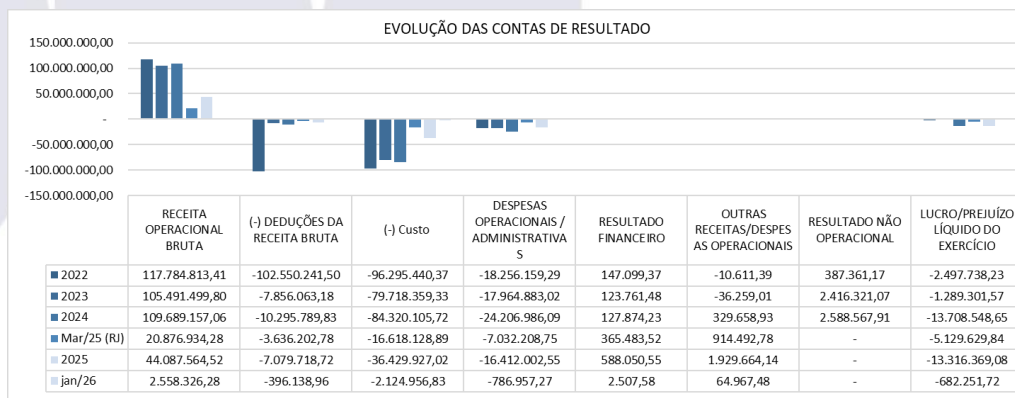 EVOLUÇÃO DAS CONTAS DE RESULTADO
150.000.000,00
100.000.000,00
50.000.000,00
-
-50.000.000,00
-100.000.000,00
-150.000.000,00
RECEITA
OPERACIONAL
BRUTA
(-) DEDUÇÕES DA
RECEITA BRUTA
(-) Custo
DESPESAS
OPERACIONAIS /
ADMINISTRATIVA
S
RESULTADO
FINANCEIRO
OUTRAS
RECEITAS/DESPES
AS OPERACIONAIS
RESULTADO NÃO
OPERACIONAL
LUCRO/PREJUÍZO
LÍQUIDO DO
EXERCÍCIO
2022 117.784.813,41 -102.550.241,50 -96.295.440,37 -18.256.159,29 147.099,37 -10.611,39 387.361,17 -2.497.738,23
2023 105.491.499,80 -7.856.063,18 -79.718.359,33 -17.964.883,02 123.761,48 -36.259,01 2.416.321,07 -1.289.301,57
2024 109.689.157,06 -10.295.789,83 -84.320.105,72 -24.206.986,09 127.874,23 329.658,93 2.588.567,91 -13.708.548,65
Mar/25 (RJ) 20.876.934,28 -3.636.202,78 -16.618.128,89 -7.032.208,75 365.483,55 914.492,78 - -5.129.629,84
2025 44.087.564,52 -7.079.718,72 -36.429.927,02 -16.412.002,55 588.050,55 1.929.664,14 - -13.316.369,08
jan/26 2.558.326,28 -396.138,96 -2.124.956,83 -786.957,27 2.507,58 64.967,48 - -682.251,72